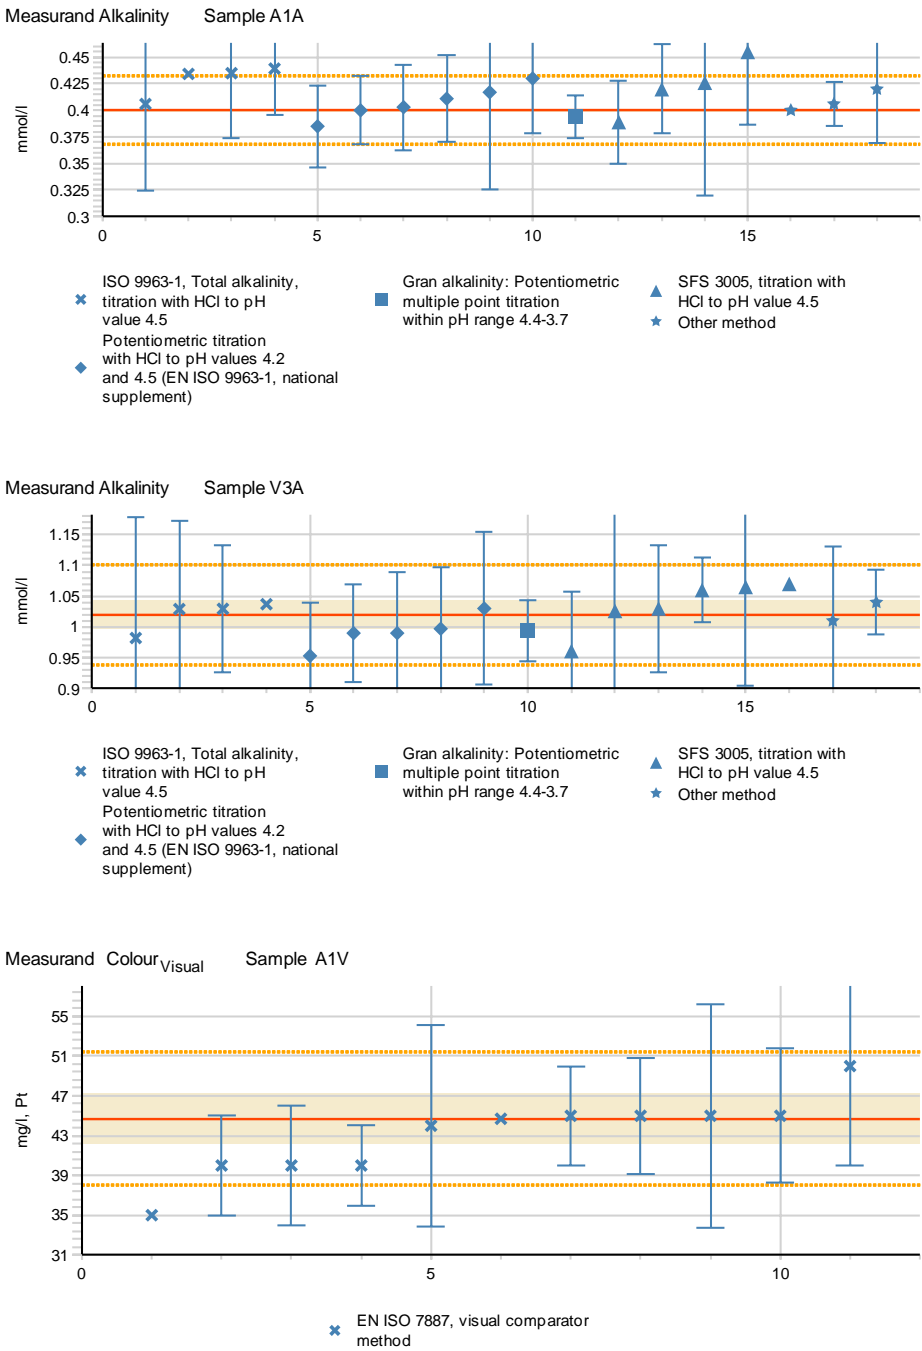 Measurand Alkalinity Sample A1A
0.45
0.425
0.4
0.375
0.35
0.325
0.3
mmol/l
0 5 10 15
ISO 9963-1, Total alkalinity,
titration with HCl to pH
value 4.5
Potentiometric titration
with HCl to pH values 4.2
and 4.5 (EN ISO 9963-1, national
supplement)
Gran alkalinity: Potentiometric
multiple point titration
within pH range 4.4-3.7
SFS 3005, titration with
HCl to pH value 4.5
Other method
Measurand Alkalinity Sample V3A
1.15
1.1
1.05
1
0.95
0.9
mmol/l
0 5 10 15
ISO 9963-1, Total alkalinity,
titration with HCl to pH
value 4.5
Potentiometric titration
with HCl to pH values 4.2
and 4.5 (EN ISO 9963-1, national
supplement)
Gran alkalinity: Potentiometric
multiple point titration
within pH range 4.4-3.7
SFS 3005, titration with
HCl to pH value 4.5
Other method
Measurand Colour Visual Sample A1V
55
51
47
43
39
35
31
mg/l, Pt
0 5 10
EN ISO 7887, visual comparator
method